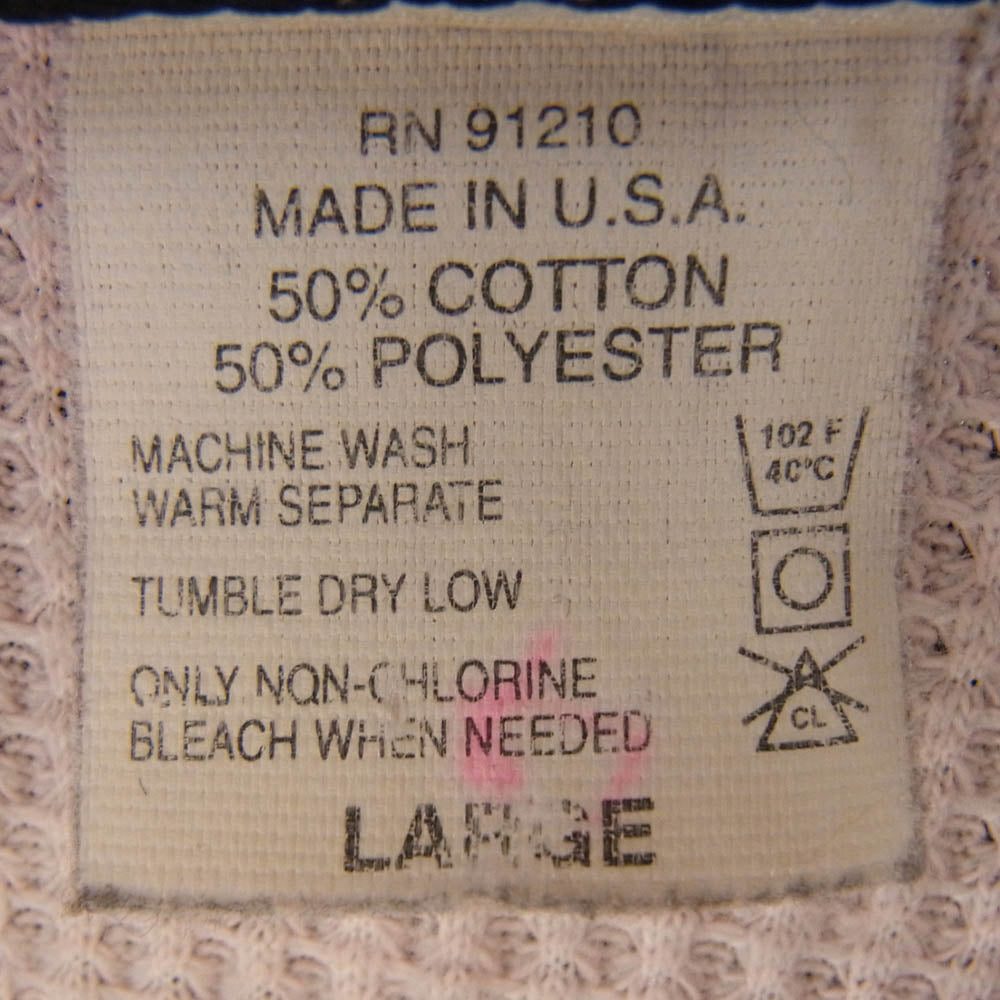 RN 91210
MADE IN U.S.A.
50% COTTON
50% POLYESTER
MACHINE WASH
WARM SEPARATE
102 F
40°C
TUMBLE DRY LOW
ONLY NON-CHLORINE
BLEACH WHEN NEEDED
CL
LARGE